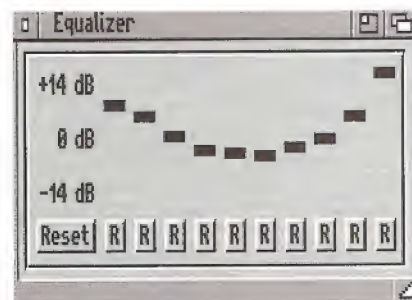 Equalizer
+14 dB
0 dB
-14 dB
Reset R R R R R R R R R R